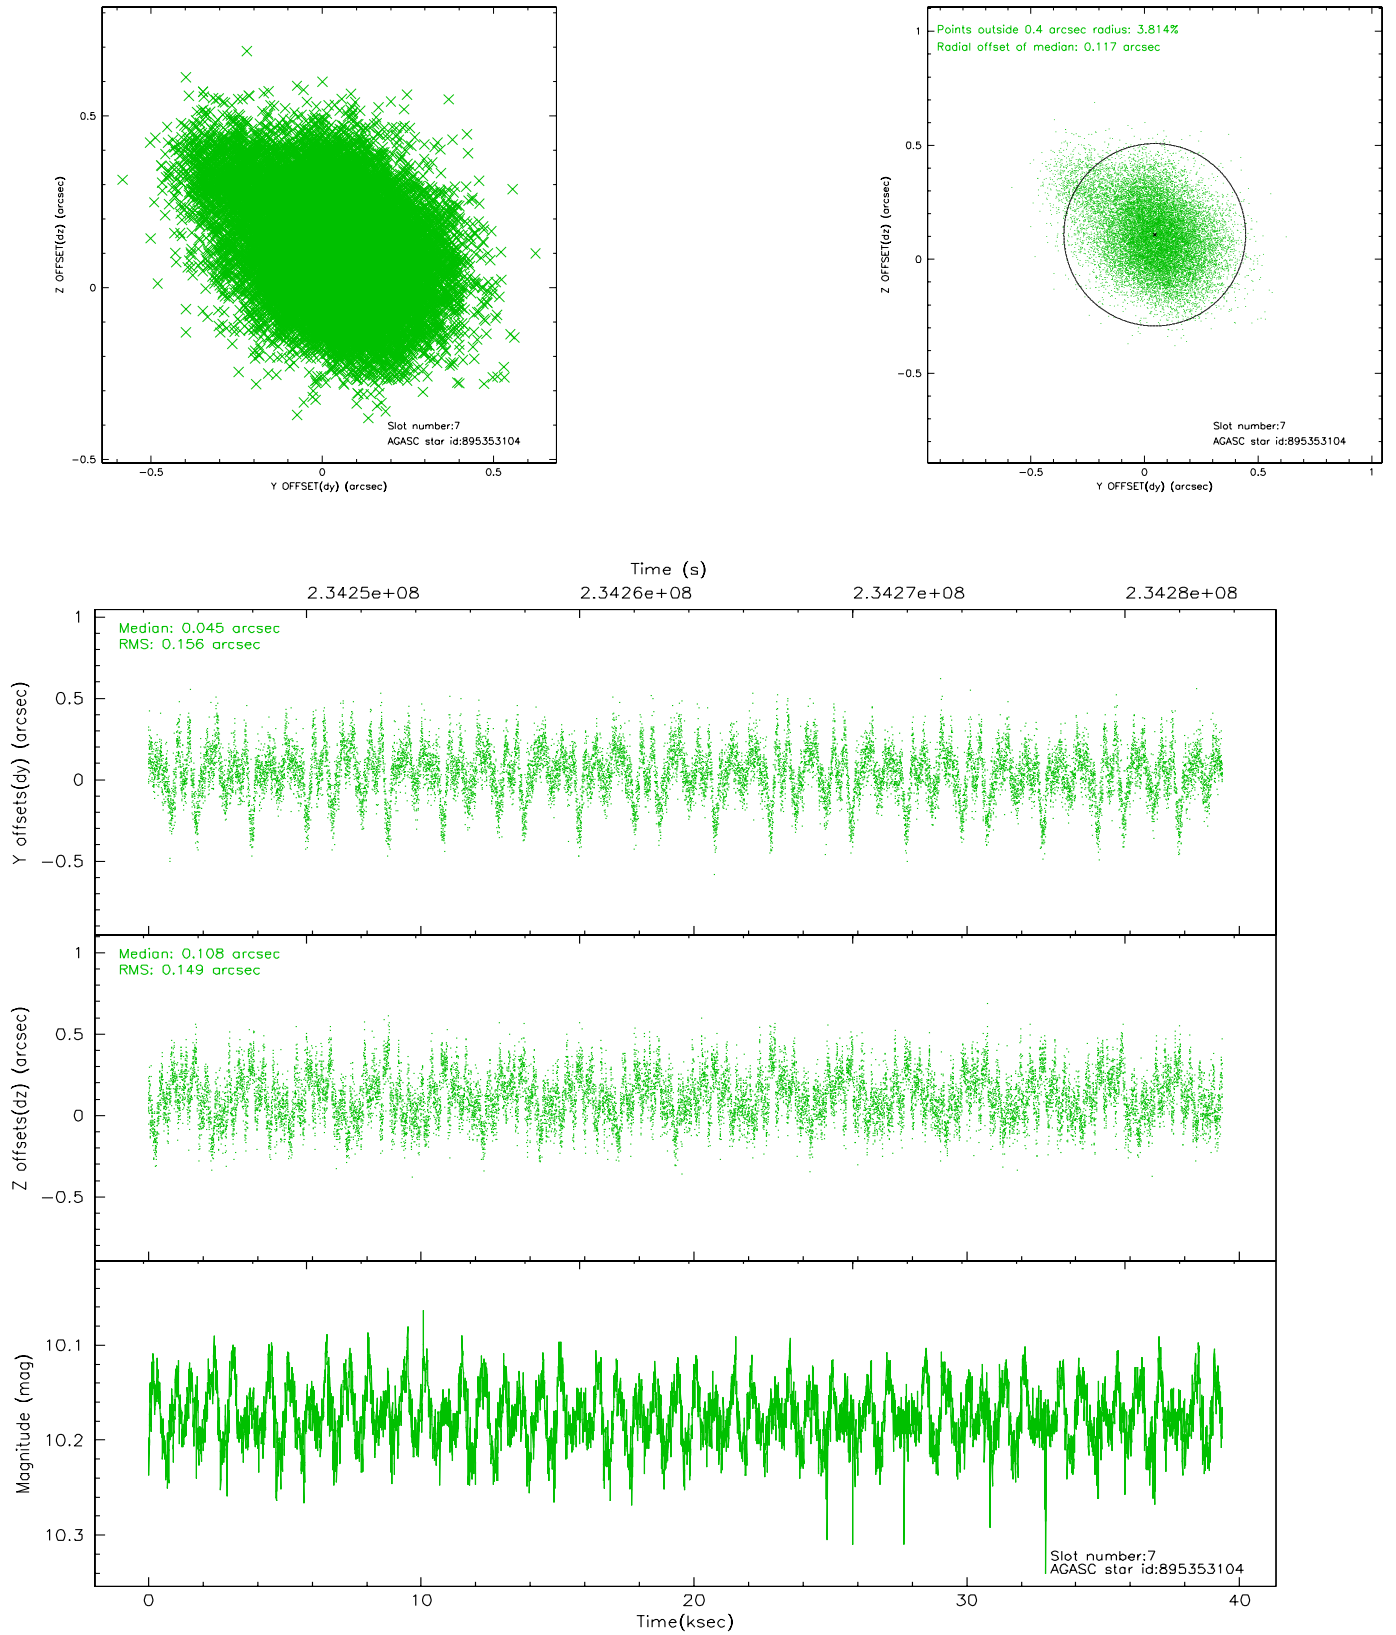 0.5
0
-0.5
-0.5
0
0.5
Z OFFSET(dz) (arcsec)
Y OFFSET(dy) (arcsec)
Slot number:7
AGASC star id:895353104
Points outside 0.4 arcsec radius: 3.814%
Radial offset of median: 0.117 arcsec
1
0.5
0
-0.5
-0.5
0
0.5
1
Z OFFSET(dz) (arcsec)
Y OFFSET(dy) (arcsec)
Slot number:7
AGASC star id:895353104
Time (s)
2.3425e+08
2.3426e+08
2.3427e+08
2.3428e+08
Median: 0.045 arcsec
RMS: 0.156 arcsec
1
0.5
0
-0.5
Y offsets(dy) (arcsec)
Median: 0.108 arcsec
RMS: 0.149 arcsec
1
0.5
0
-0.5
Z offsets(dz) (arcsec)
10.1
10.2
10.3
Magnitude (mag)
Slot number:7
AGASC star id:895353104
0
10
20
30
40
Time(ksec)